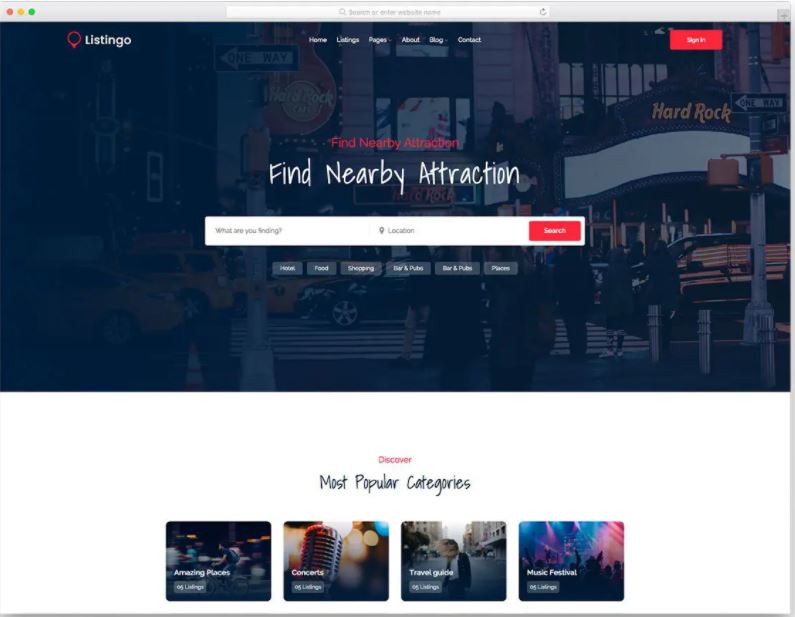 Search or enter website name
Listingo
Home Listings Pages About Blog Contact
Sign In
ONE WAY
ONE WAY
Hard Rock
CAFE
Hard Rock
Find Nearby Attraction
Find Nearby Attraction
Hard Rock
What are you finding? Location Search
Hotel Food Shopping Bar & Pubs Bar & Pubs Places
Discover
Most Popular Categories
Amazing Places Concerts Travel guide Music Festival
05 Listings 05 Listings 05 Listings 05 Listings